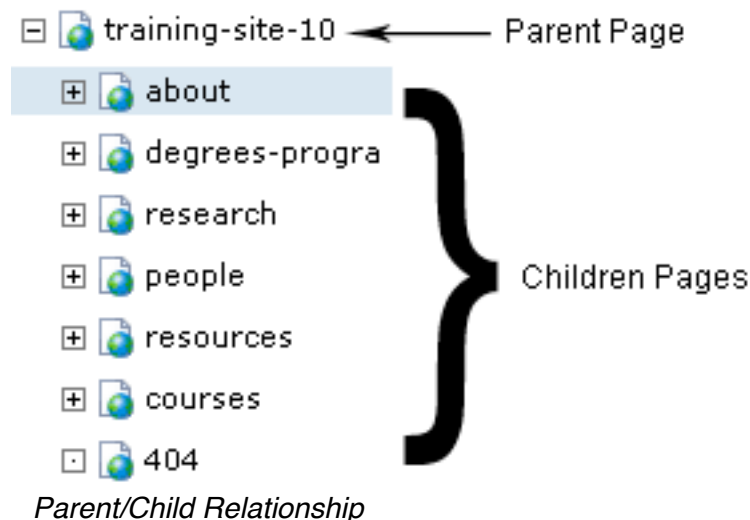 training-site-10 Parent Page
about
degrees-progra
research
people
Children Pages
resources
courses
404
Parent/Child Relationship